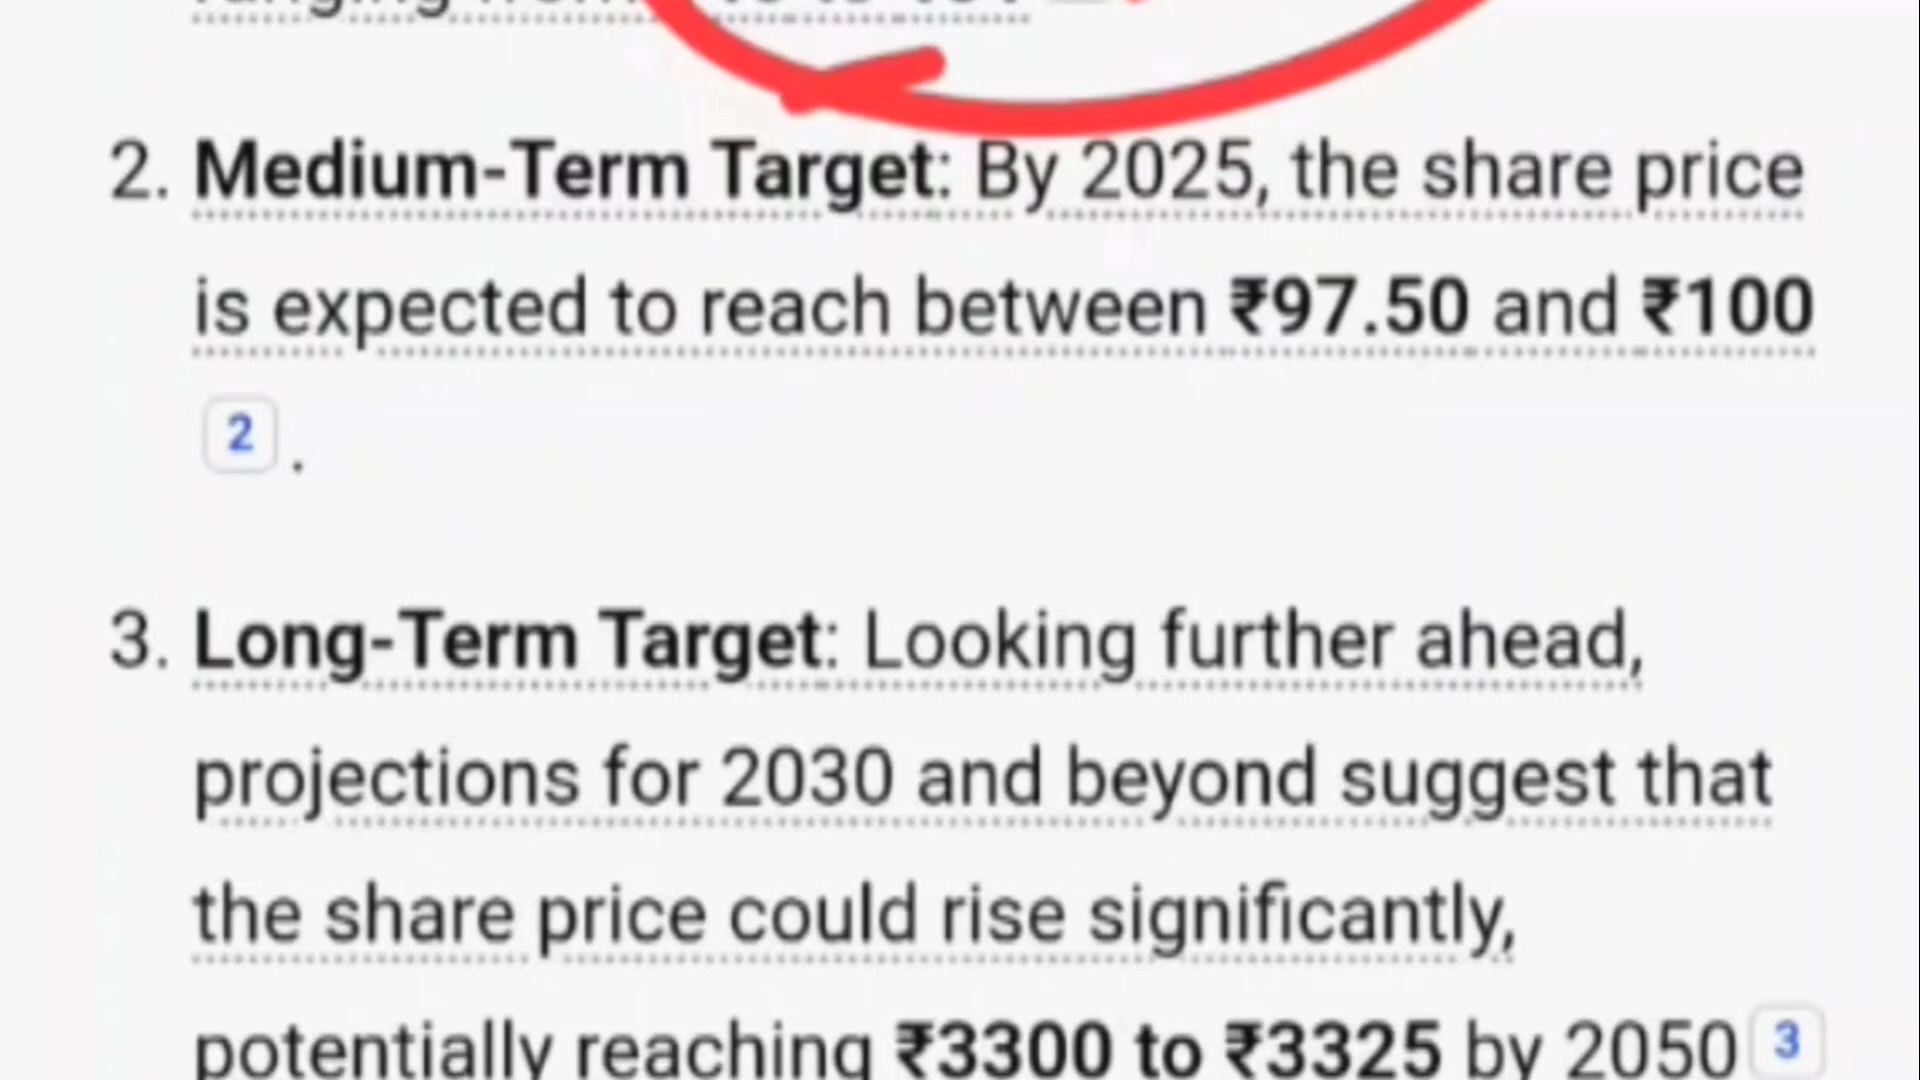 ranging from
2. Medium-Term Target: By 2025, the share price
is expected to reach between ₹97.50 and ₹100
2 .
3. Long-Term Target: Looking further ahead,
projections for 2030 and beyond suggest that
the share price could rise significantly,
potentially reaching ₹3300 to ₹3325 by 2050 3